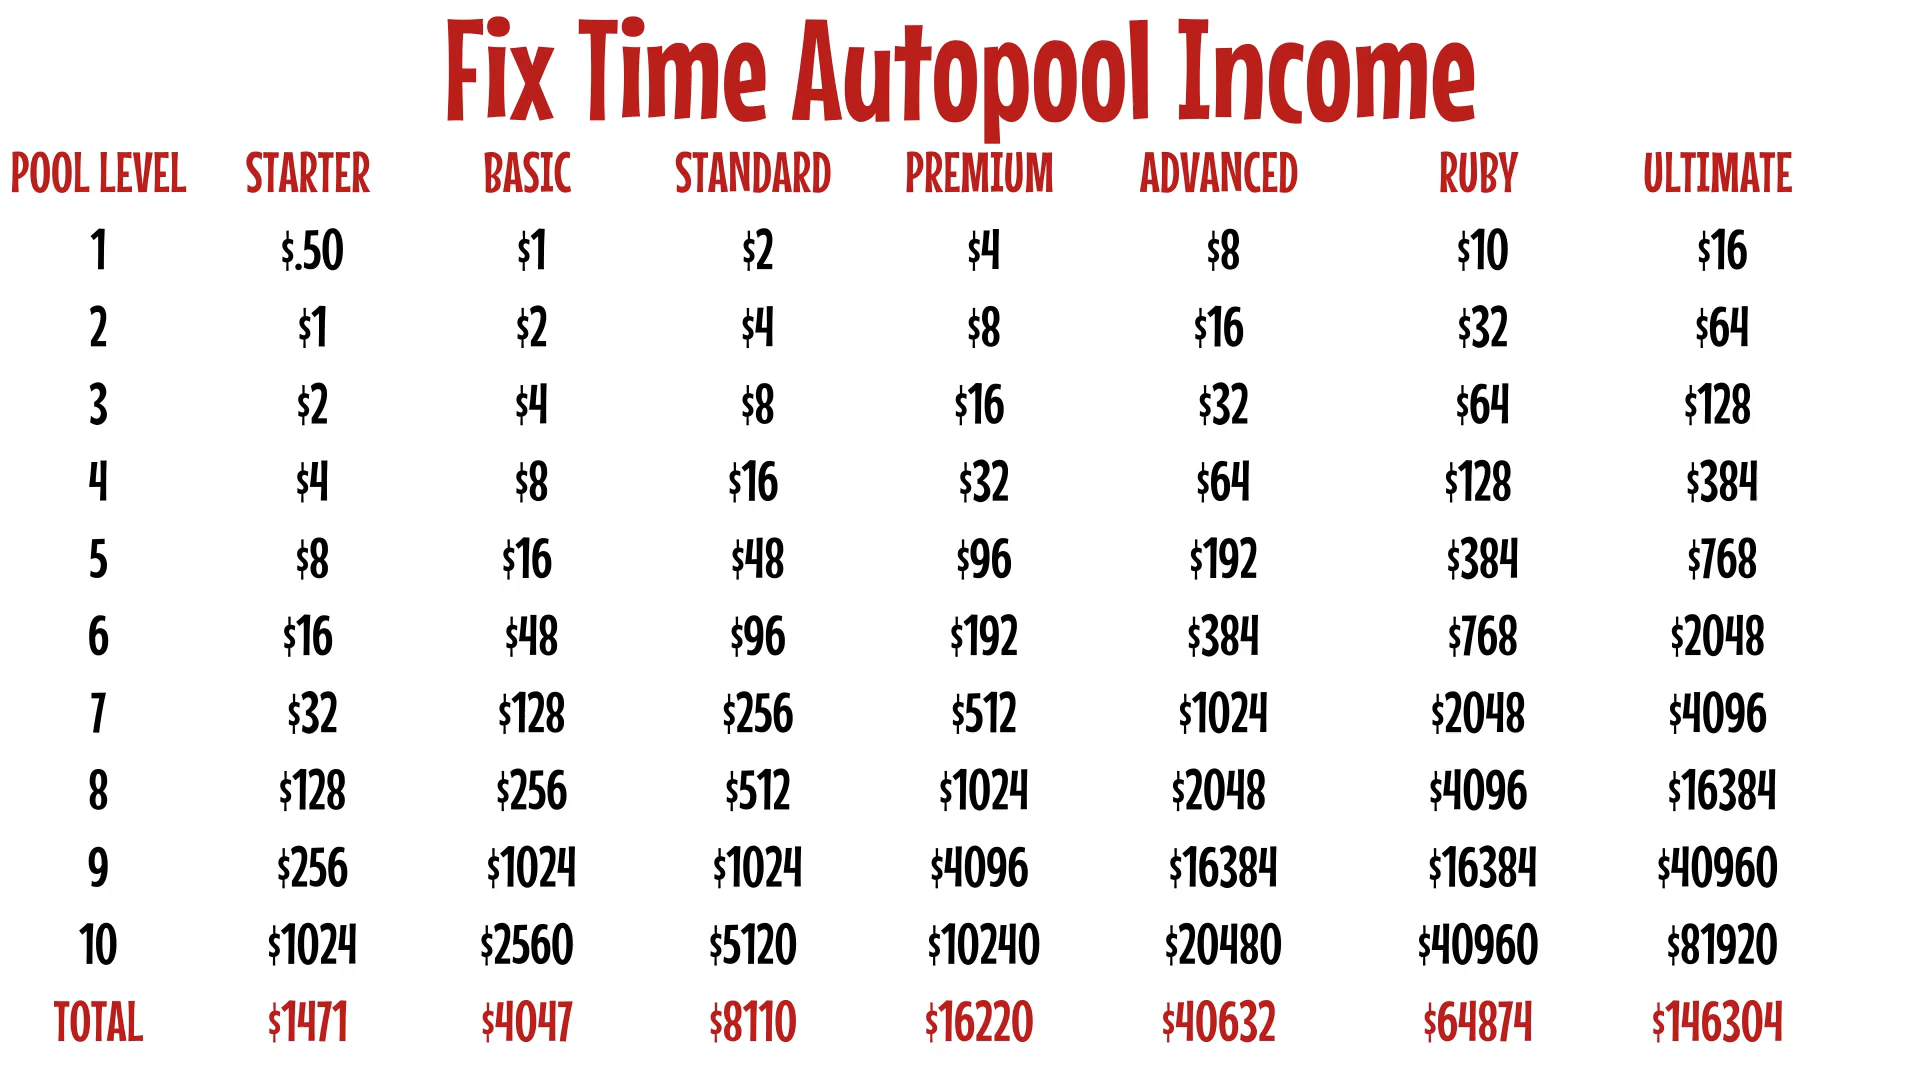 Fix Time Autopool Income
POOL LEVEL STARTER BASIC STANDARD PREMIUM ADVANCED RUBY ULTIMATE
1 $.50 $1 $2 $4 $8 $10 $16
2 $1 $2 $4 $8 $16 $32 $64
3 $2 $4 $8 $16 $32 $64 $128
4 $4 $8 $16 $32 $64 $128 $384
5 $8 $16 $48 $96 $192 $384 $768
6 $16 $48 $96 $192 $384 $768 $2048
7 $32 $128 $256 $512 $1024 $2048 $4096
8 $128 $256 $512 $1024 $2048 $4096 $16384
9 $256 $1024 $1024 $4096 $16384 $16384 $40960
10 $1024 $2560 $5120 $10240 $20480 $40960 $81920
TOTAL $1471 $4047 $8110 $16220 $40632 $64874 $146304